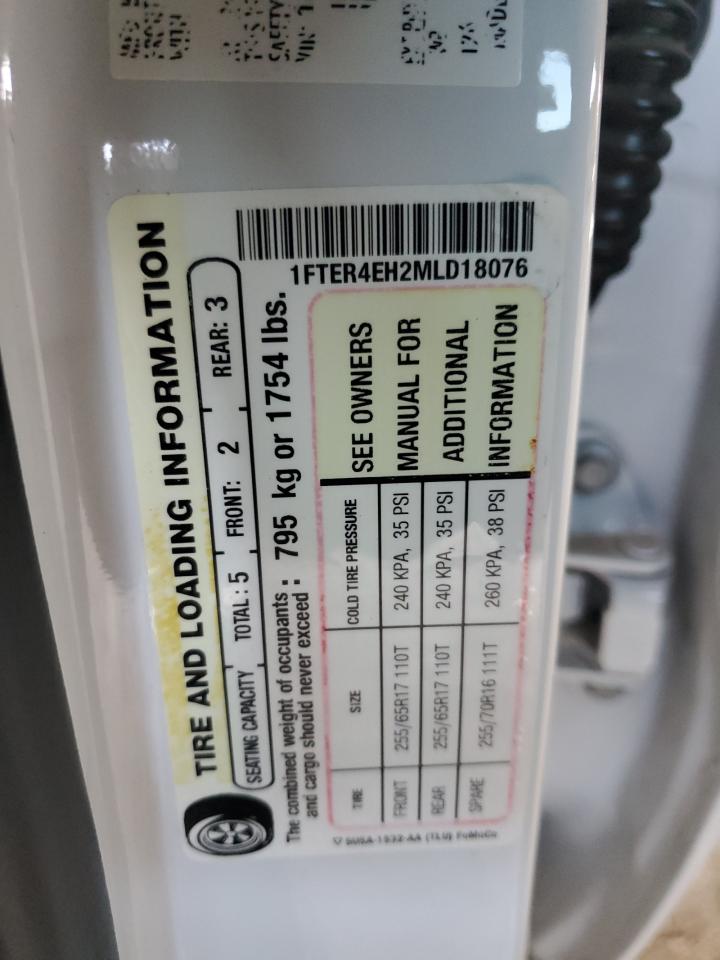 TIRE AND LOADING INFORMATION
SEATING CAPACITY TOTAL: 5 FRONT: 2 REAR: 3
The combined weight of occupants
and cargo should never exceed : 795 kg or 1754 lbs.
1FTER4EH2MLD18076
TIRE SIZE COLD TIRE PRESSURE
FRONT 255/65R17 110T 240 KPA, 35 PSI
REAR 255/65R17 110T 240 KPA, 35 PSI
SPARE 255/70R16 111T 260 KPA, 38 PSI
SEE OWNERS
MANUAL FOR
ADDITIONAL
INFORMATION